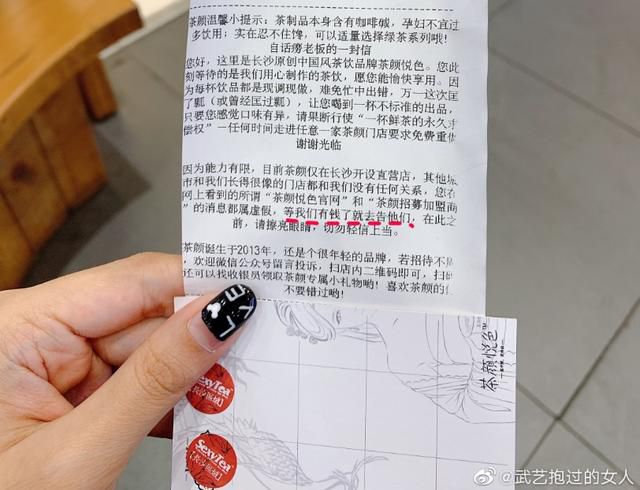 茶颜温馨小提示：茶制品本身含有咖啡碱，孕妇不宜过
多饮用；实在忍不住馋，可以适量选择绿茶系列哦！
自话痨老板的一封信
您好，这里是长沙原创中国风茶饮品牌茶颜悦色。您此
刻等待的是我们用心制作的茶饮，愿您能愉快享用。因
为每杯饮品都是现调现做，难免忙中出错，万一这次匡
了瓢（或曾经匡过瓢），让您喝到一杯不标准的出品，
只要您感觉口味有异，请果断行使“一杯鲜茶的永久求
偿权”一任何时间走进任意一家茶颜门店要求免费重做
谢谢光临
因为能力有限，目前茶颜仅在长沙开设直营店，其他城
市和我们长得很像的门店都和我们没有任何关系，您在
网上看到的所谓“茶颜悦色官网”和“茶颜招募加盟商
”的消息都属虚假，等我们有钱了就去告他们，在此之
前，请擦亮眼睛，切勿轻信上当。
茶颜诞生于2013年，还是个很年轻的品牌，若招待不
，欢迎微信公众号留言投诉，扫店内二维码即可，扫码
还可以找收银员领取茶颜专属小礼物哟！喜欢茶颜的
不要错过哟！
茶颜悦色
SexyTea
SexyTea
@武艺抱过的女人